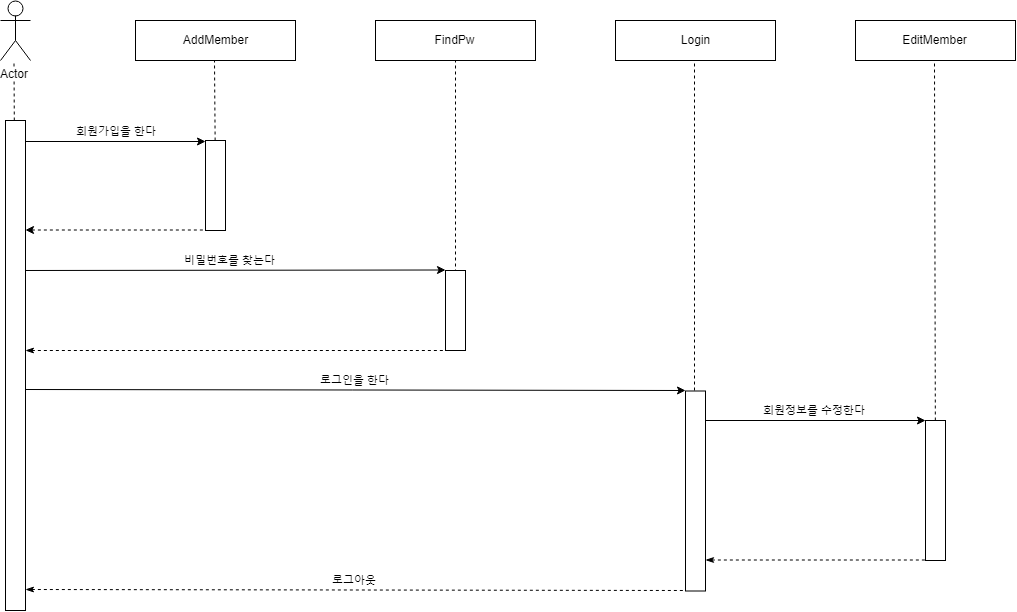 AddMember
FindPw
Login
EditMember
Actor
회원가입을 한다
비밀번호를 찾는다
로그인을 한다
회원정보를 수정한다
로그아웃